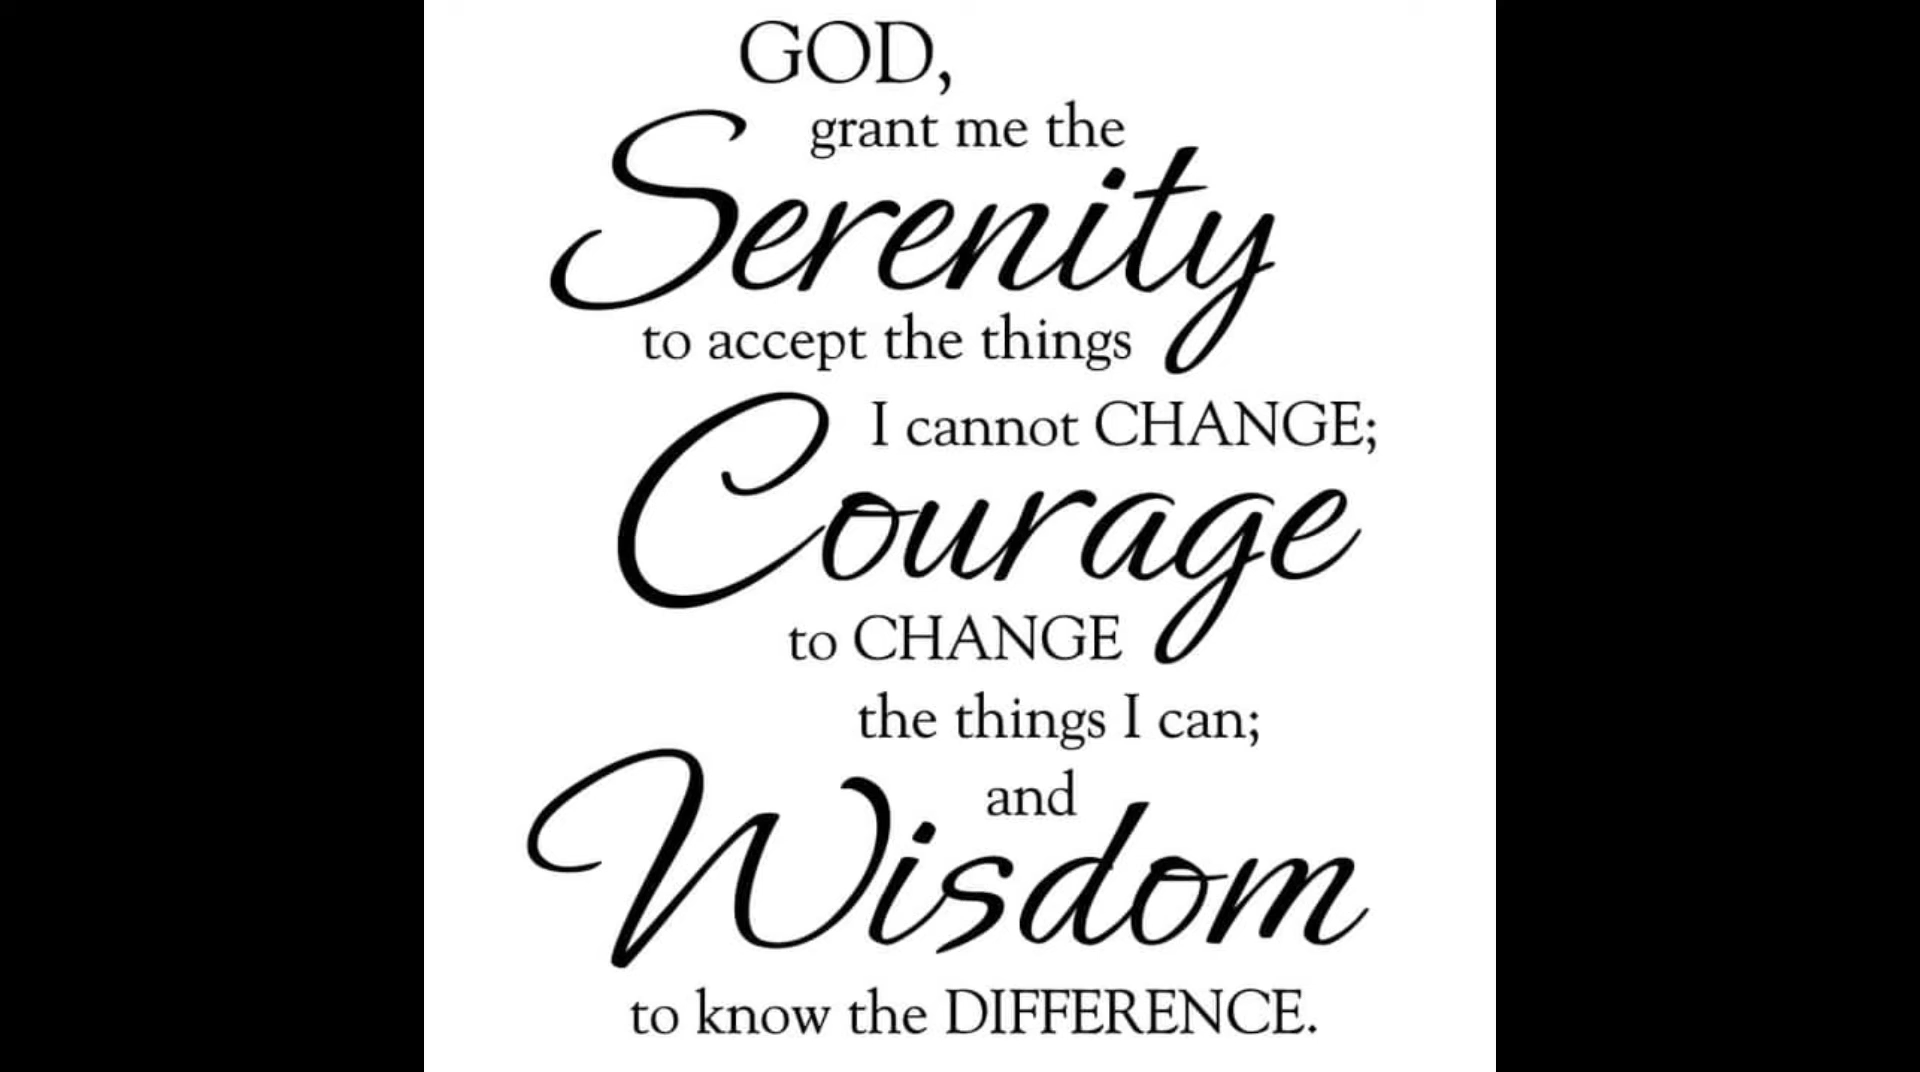 GOD,
grant me the
Serenity
to accept the things
I cannot CHANGE;
Courage
to CHANGE
the things I can;
and
Wisdom
to know the DIFFERENCE.